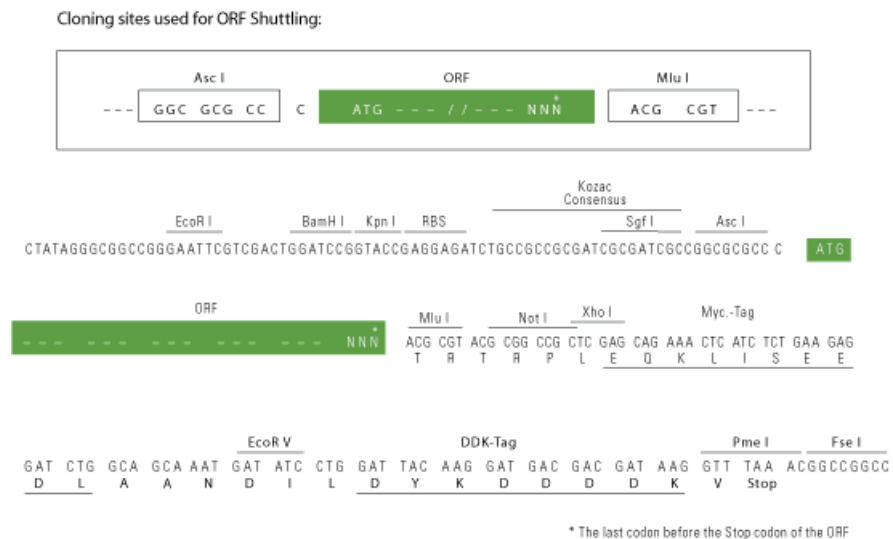 Cloning sites used for ORF Shuttling:
Asc I ORF Mlu I
--- GGC GCG CC C ATG --- // --- NNN* ACG CGT ---
Kozac
Consensus
EcoR I BamH I Kpn I RBS Sgf I Asc I
CTATAGGGCGGCCGGGAATTCGTCGACTGGATCCGGTACCGAGGAGATCTGCCGCCGCGATCGCGATCGCCGGCGCGCC C ATG
ORF Mlu I Not I Xho I Myc.-Tag
--- --- --- --- --- --- NNN* ACG CGT ACG CGG CCG CTC GAG CAG AAA CTC ATC TCT GAA GAG
T R T R P L E Q K L I S E E
EcoR V DDK-Tag Pme I Fse I
GAT CTG GCA GCA AAT GAT ATC CTG GAT TAC AAG GAT GAC GAC GAT AAG GTT TAA ACGGCCGGCC
D L A A N D I L D Y K D D D D K V Stop
* The last codon before the Stop codon of the ORF